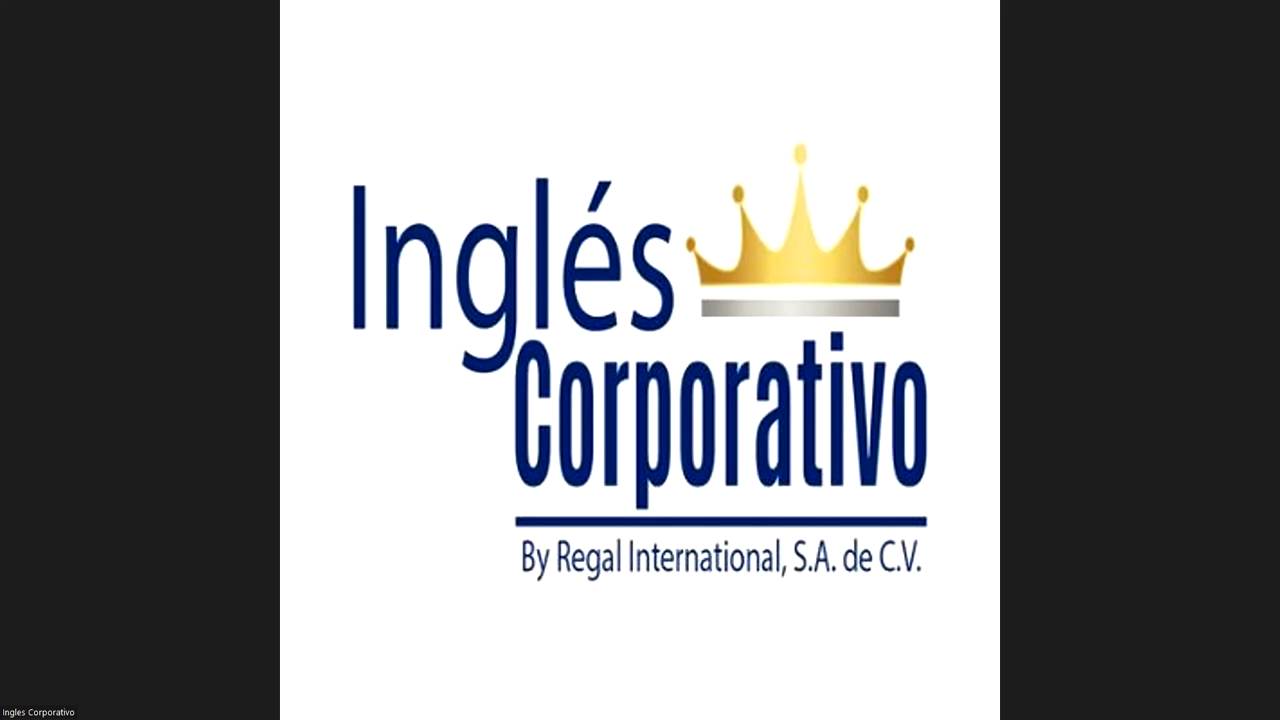 Inglés
Corporativo
By Regal International, S.A. de C.V.
Ingles Corporativo